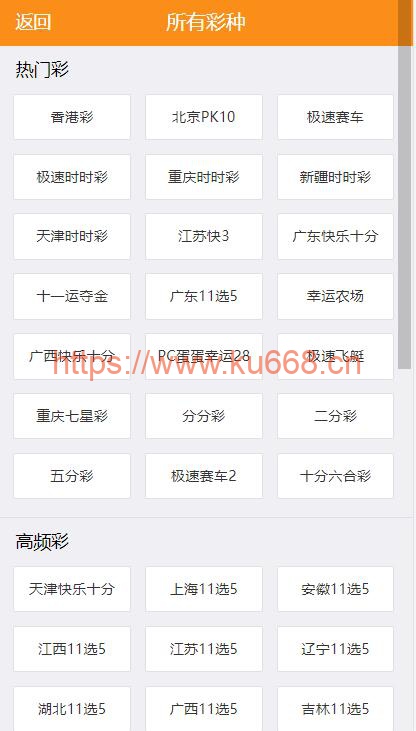 返回 所有彩种
热门彩
香港彩 北京PK10 极速赛车
极速时时彩 重庆时时彩 新疆时时彩
天津时时彩 江苏快3 广东快乐十分
十一运夺金 广东11选5 幸运农场
广西快乐十分 PC蛋蛋幸运28 极速飞艇
https://www.ku668.cn
重庆七星彩 分分彩 二分彩
五分彩 极速赛车2 十分六合彩
高频彩
天津快乐十分 上海11选5 安徽11选5
江西11选5 江苏11选5 辽宁11选5
湖北11选5 广西11选5 吉林11选5